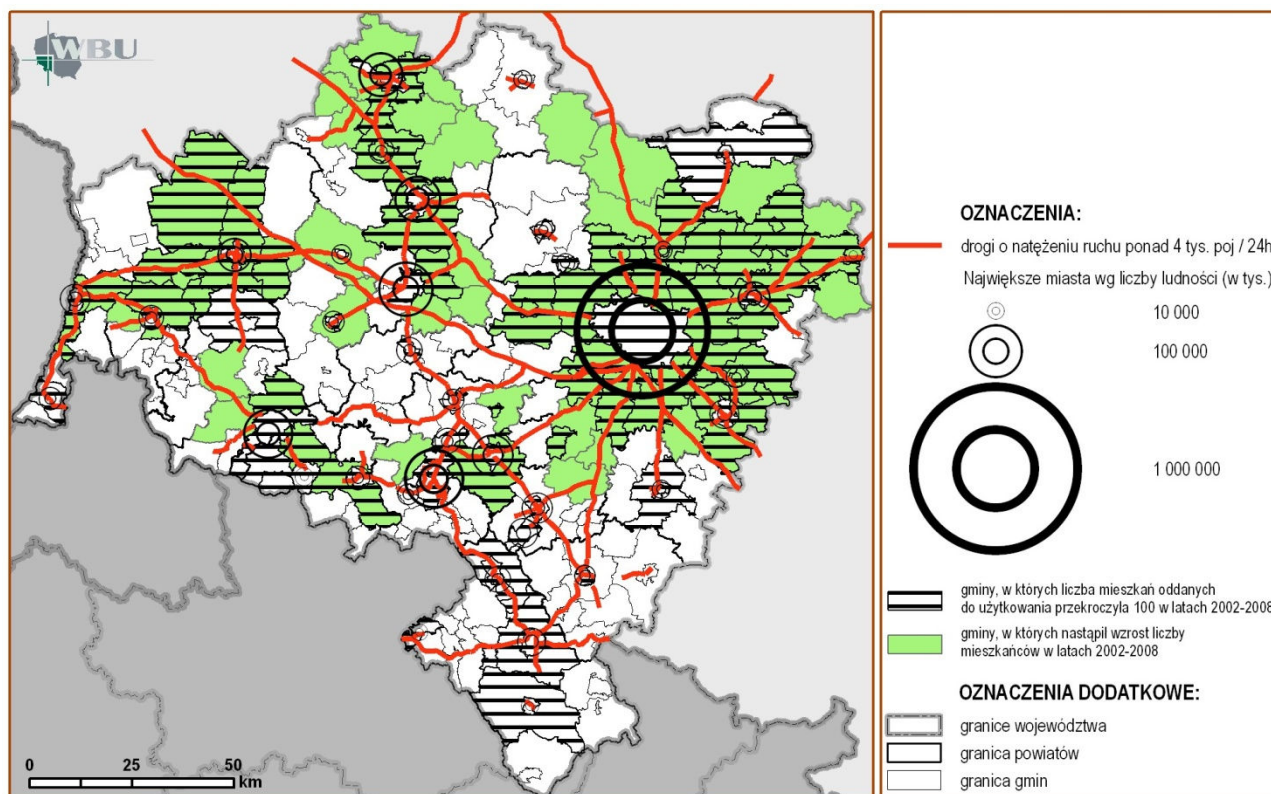 WBU
0 25 50
km
OZNACZENIA:
drogi o natężeniu ruchu ponad 4 tys. poj / 24h
Największe miasta wg liczby ludności (w tys.)
10 000
100 000
1 000 000
gminy, w których liczba mieszkań oddanych
do użytkowania przekroczyła 100 w latach 2002-2008
gminy, w których nastąpił wzrost liczby
mieszkańców w latach 2002-2008
OZNACZENIA DODATKOWE:
granice województwa
granica powiatów
granica gmin